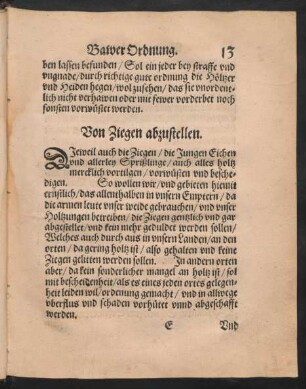 Bawer Ordnung. 13
ben lassen befunden / Sol ein jeder bey straffe vnd
vngnade / durch richtige gute ordnung die Höltzer
vnd Heiden hegen / wol zusehen / das sie vnordent-
lich nicht verhawen oder mit fewer vorderbet noch
sonsten vorwüstet werden.
Von Ziegen abzustellen.
DJeweil auch die Ziegen / die Jungen Eichen
vnd allerley Sprößlinge / auch alles holtz
mercklich vortilgen / vorwüsten vnd besche-
digen. So wollen wir / vnd gebieten hiemit
ernstlich / das allenthalben in vnsern Emptern / da
die armen leute vnser weide gebrauchen / vnd vnser
Holtzungen betreiben / die Ziegen gentzlich vnd gar
abgestellet / vnd kein mehr geduldet werden sollen /
Welches auch durch aus in vnsern Landen / an den
orten / da gering holtz ist / also gehalten vnd keine
Ziegen gelitten werden sollen. Jn andern orten
aber / da kein sonderlicher mangel an holtz ist / sol
mit bescheidenheit / als es eines jeden ortes gelegen-
heit leiden wil / ordenung gemacht / vnd in allwege
vberflus vnd schaden vorhütet vnnd abgeschafft
werden.
E Vnd